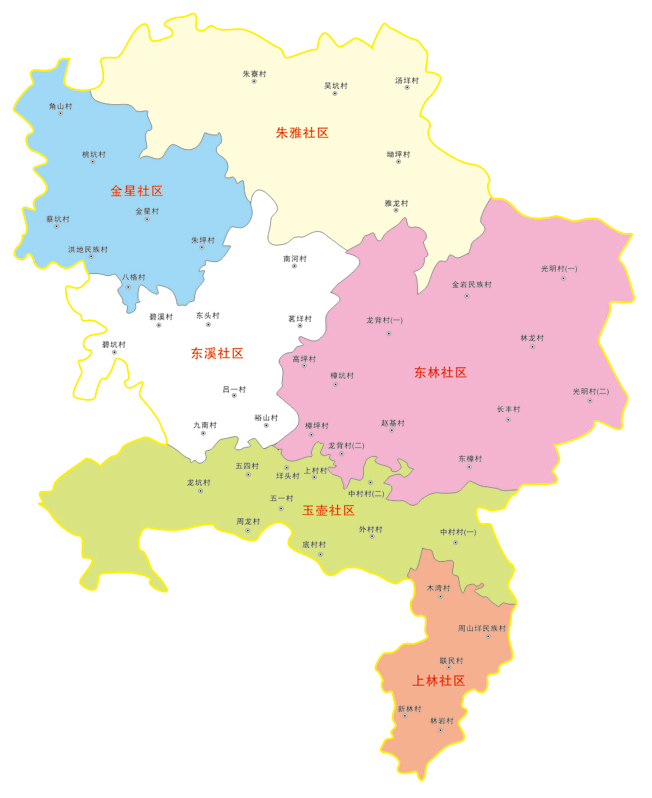 朱寮村
吴坑村
汤垟村
角山村
朱雅社区
桃坑村
坳坪村
金星社区
雅龙村
金星村
蔡坑村
朱坪村
洪地民族村
南河村
光明村(一)
八格村
金岩民族村
碧溪村
东头村
茗垟村
龙背村(一)
林龙村
碧坑村
东溪社区
高坪村
东林社区
樟坑村
吕一村
光明村(二)
长丰村
裕山村
九南村
樟坪村
赵基村
龙背村(二)
东樟村
五四村
上村村
垟头村
龙坑村
中村村(二)
五一村
玉壶社区
周龙村
外村村
中村村(一)
底村村
木湾村
周山垟民族村
联民村
上林社区
新林村
林岩村